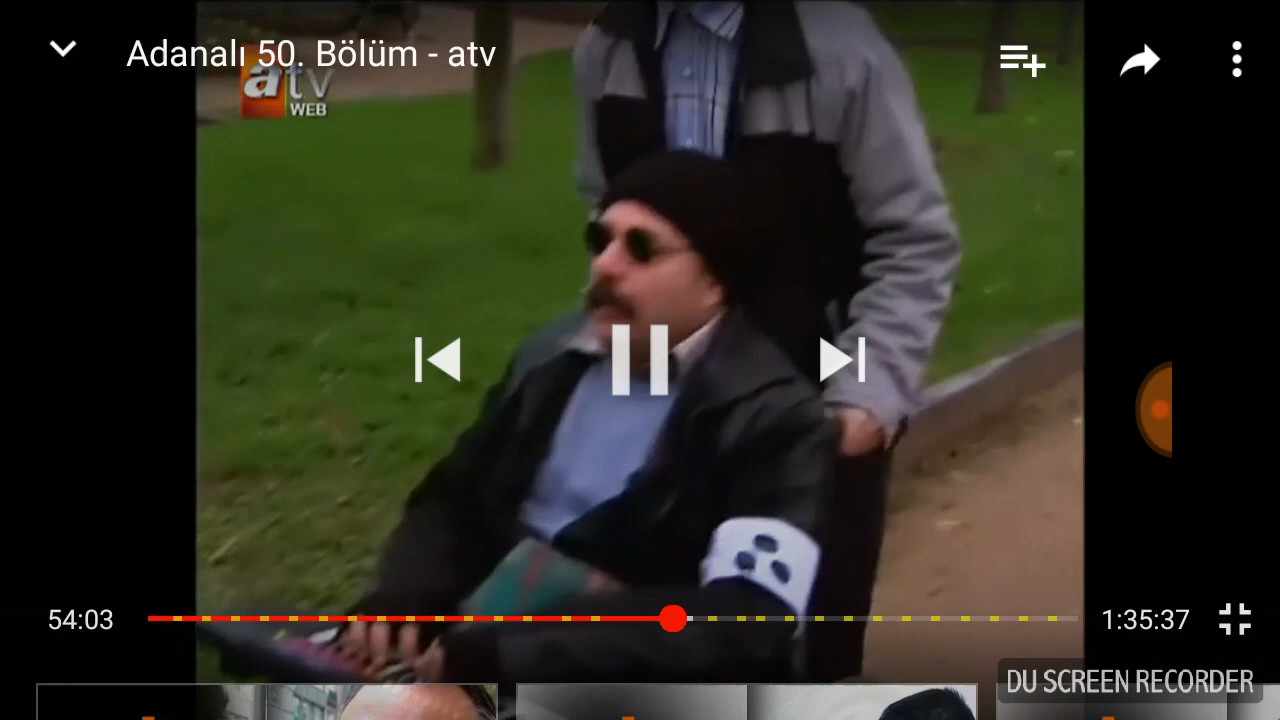 Adanalı 50. Bölüm - atv
atv
WEB
54:03
1:35:37
DU SCREEN RECORDER